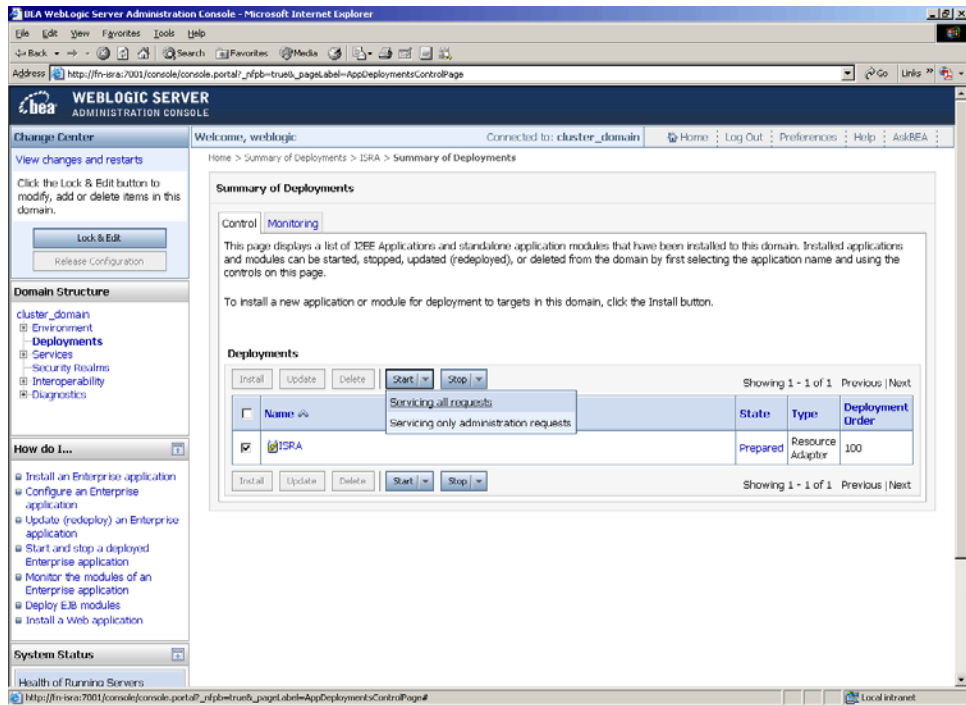 BEA WebLogic Server Administration Console - Microsoft Internet Explorer
File Edit View Favorites Tools Help
Back Search Favorites Media
Address http://fn-isra:7001/console/console.portal?_nfpb=true&_pageLabel=AppDeploymentsControlPage Go Links
bea WEBLOGIC SERVER
ADMINISTRATION CONSOLE
Change Center
View changes and restarts
Click the Lock & Edit button to
modify, add or delete items in this
domain.
Lock & Edit
Release Configuration
Domain Structure
cluster_domain
Environment
Deployments
Services
Security Realms
Interoperability
Diagnostics
How do I...
Install an Enterprise application
Configure an Enterprise
application
Update (redeploy) an Enterprise
application
Start and stop a deployed
Enterprise application
Monitor the modules of an
Enterprise application
Deploy EJB modules
Install a Web application
System Status
Health of Running Servers
Welcome, weblogic Connected to: cluster_domain Home Log Out Preferences Help AskBEA
Home > Summary of Deployments > ISRA > Summary of Deployments
Summary of Deployments
Control Monitoring
This page displays a list of J2EE Applications and standalone application modules that have been installed to this domain. Installed applications
and modules can be started, stopped, updated (redeployed), or deleted from the domain by first selecting the application name and using the
controls on this page.
To install a new application or module for deployment to targets in this domain, click the Install button.
Deployments
Install Update Delete Start Stop Showing 1 - 1 of 1 Previous | Next
Servicing all requests
Servicing only administration requests
Name State Type Deployment
Order
ISRA Prepared Resource
Adapter 100
Install Update Delete Start Stop Showing 1 - 1 of 1 Previous | Next
http://fn-isra:7001/console/console.portal?_nfpb=true&_pageLabel=AppDeploymentsControlPage# Local intranet